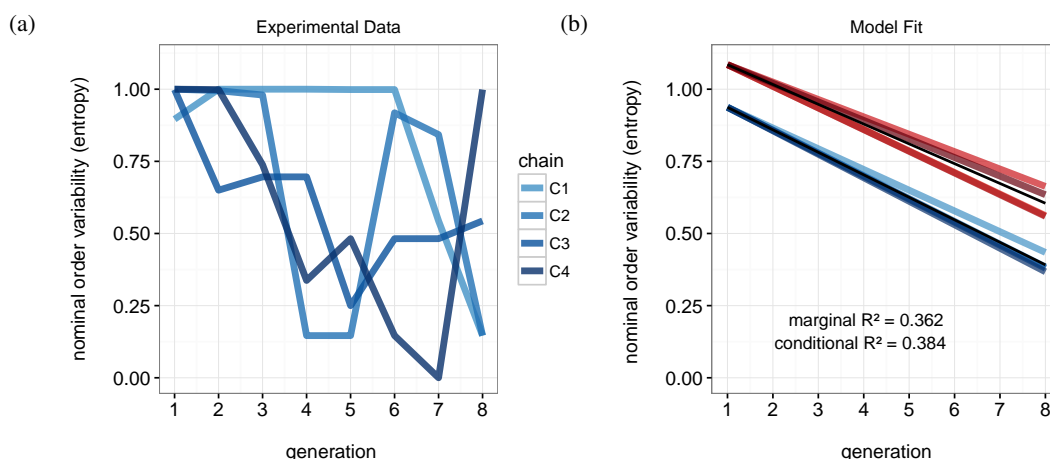 (a)
Experimental Data
nominal order variability (entropy)
1.00
0.75
0.50
0.25
0.00
1 2 3 4 5 6 7 8
generation
chain
C1
C2
C3
C4
(b)
Model Fit
nominal order variability (entropy)
1.00
0.75
0.50
0.25
0.00
marginal R² = 0.362
conditional R² = 0.384
1 2 3 4 5 6 7 8
generation